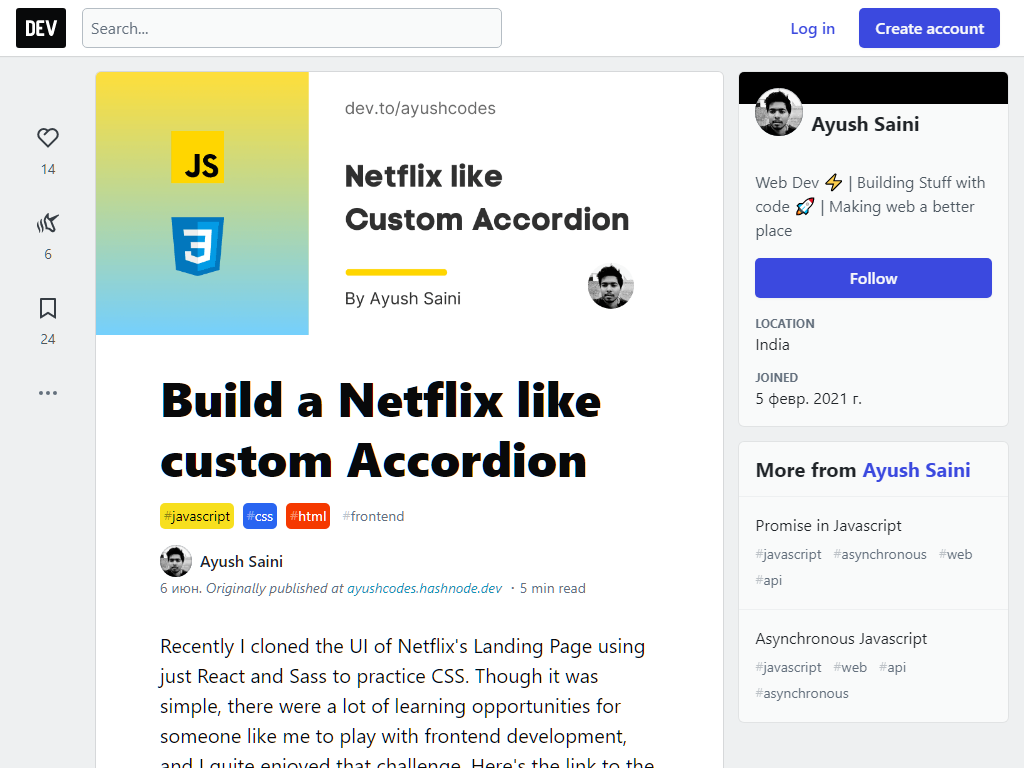 DEV
Search...
Log in
Create account
14
6
24
JS
3
dev.to/ayushcodes
Netflix like
Custom Accordion
By Ayush Saini
Build a Netflix like
custom Accordion
#javascript #css #html #frontend
Ayush Saini
6 июн. Originally published at ayushcodes.hashnode.dev ・5 min read
Recently I cloned the UI of Netflix's Landing Page using
just React and Sass to practice CSS. Though it was
simple, there were a lot of learning opportunities for
someone like me to play with frontend development,
and I quite enjoyed that challenge. Here's the link to the
Ayush Saini
Web Dev ⚡ | Building Stuff with
code 🚀 | Making web a better
place
Follow
LOCATION
India
JOINED
5 февр. 2021 г.
More from Ayush Saini
Promise in Javascript
#javascript #asynchronous #web
#api
Asynchronous Javascript
#javascript #web #api
#asynchronous